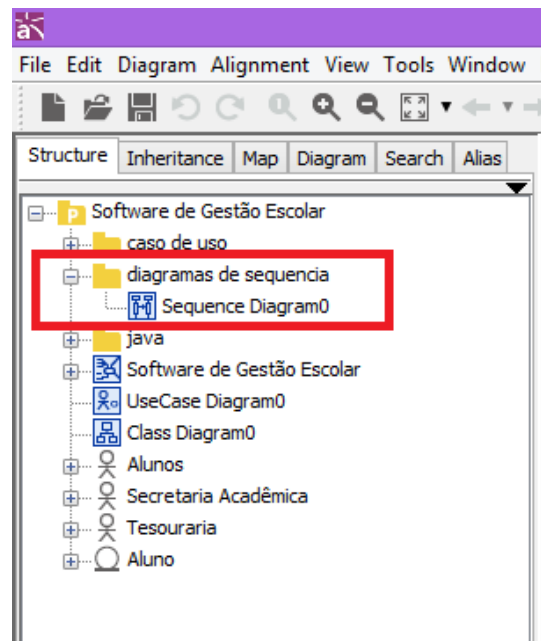 File Edit Diagram Alignment View Tools Window
Structure Inheritance Map Diagram Search Alias
Software de Gestão Escolar
caso de uso
diagramas de sequencia
Sequence Diagram0
java
Software de Gestão Escolar
UseCase Diagram0
Class Diagram0
Alunos
Secretaria Acadêmica
Tesouraria
Aluno